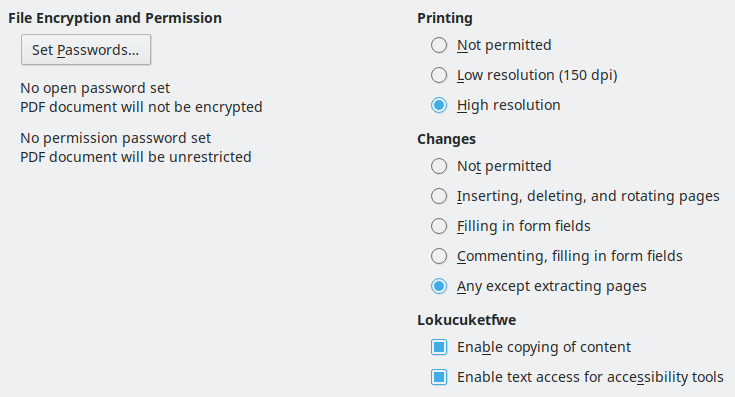 File Encryption and Permission
Set Passwords...
No open password set
PDF document will not be encrypted
No permission password set
PDF document will be unrestricted
Printing
Not permitted
Low resolution (150 dpi)
High resolution
Changes
Not permitted
Inserting, deleting, and rotating pages
Filling in form fields
Commenting, filling in form fields
Any except extracting pages
Lokucuketfwe
Enable copying of content
Enable text access for accessibility tools